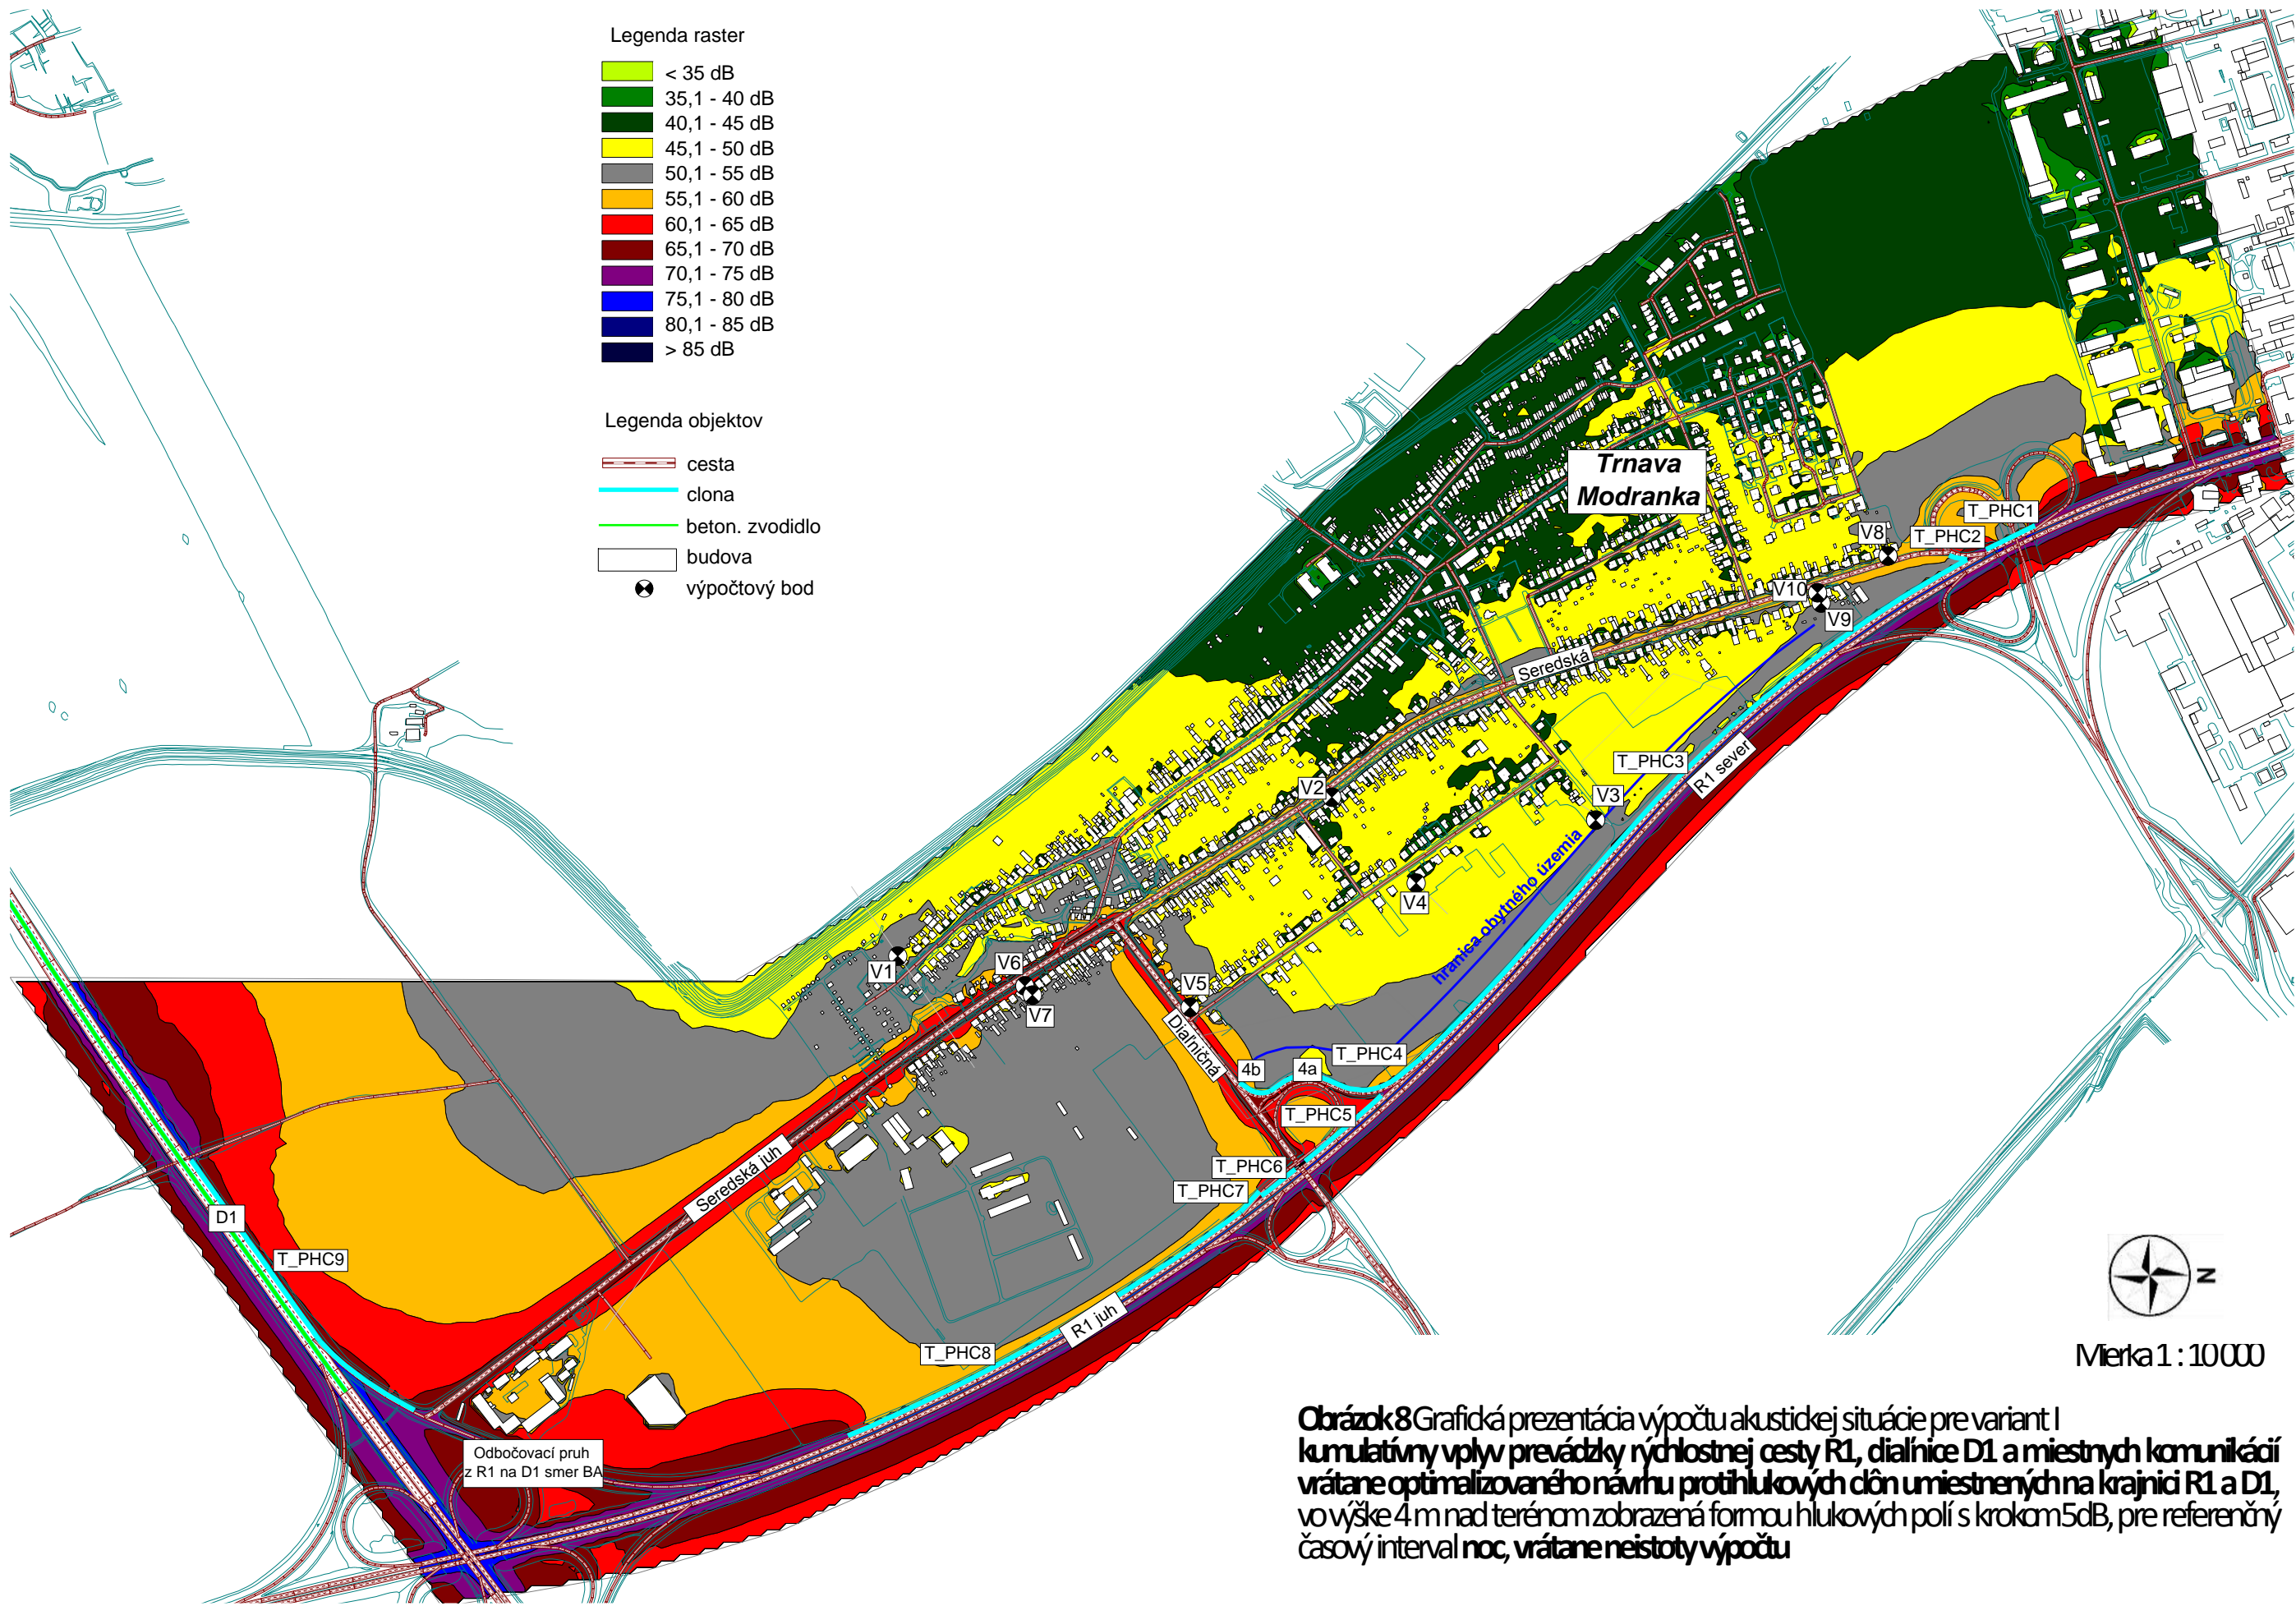 Legenda raster
< 35 dB
35,1 - 40 dB
40,1 - 45 dB
45,1 - 50 dB
50,1 - 55 dB
55,1 - 60 dB
60,1 - 65 dB
65,1 - 70 dB
70,1 - 75 dB
75,1 - 80 dB
80,1 - 85 dB
> 85 dB
Legenda objektov
cesta
clona
beton. zvodidlo
budova
výpočtový bod
Trnava
Modranka
T_PHC1
T_PHC2
V8
V10
V9
Seredská
T_PHC3
R1 sever
V2
V3
hranica obytného územia
V4
V1
V6
V7
V5
Diaľničná
T_PHC4
4b
4a
T_PHC5
T_PHC6
T_PHC7
Seredská juh
D1
T_PHC9
R1 juh
T_PHC8
Odbočovací pruh
z R1 na D1 smer BA
N
Mierka 1 : 10 000
Obrázok 8 Grafická prezentácia výpočtu akustickej situácie pre variant I
kumulatívny vplyv prevádzky rýchlostnej cesty R1, diaľnice D1 a miestnych komunikácií
vrátane optimalizovaného návrhu protihlukových clôn umiestnených na krajnici R1 a D1,
vo výške 4 m nad terénom zobrazená formou hlukových polí s krokom 5dB, pre referenčný
časový interval noc, vrátane neistoty výpočtu